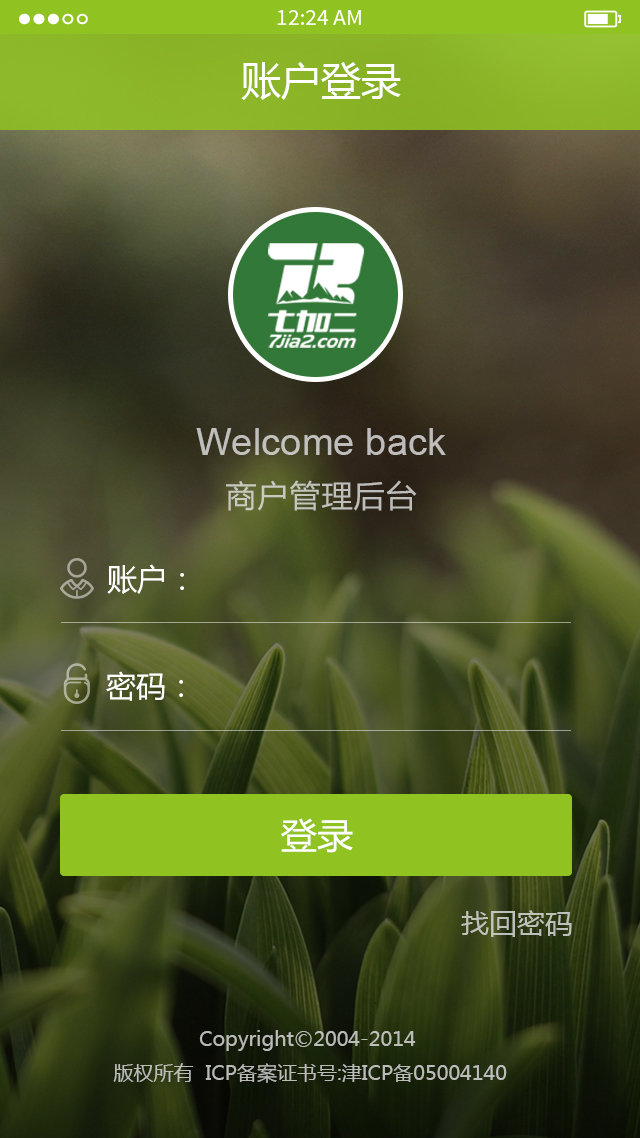 12:24 AM
账户登录
七加二
7jia2.com
Welcome back
商户管理后台
账户：
密码：
登录
找回密码
Copyright©2004-2014
版权所有 ICP备案证书号:津ICP备05004140